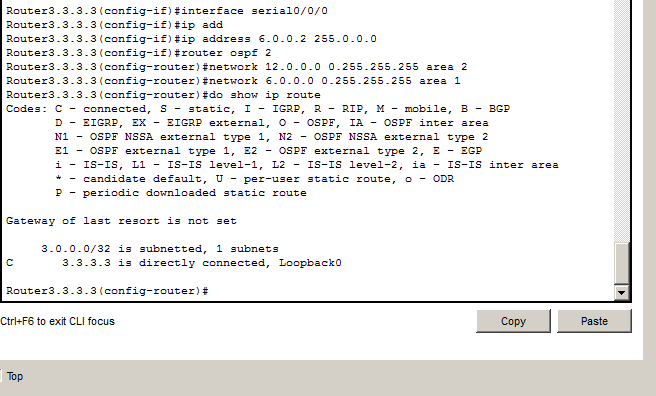 Router3.3.3.3(config-if)#interface serial0/0/0
Router3.3.3.3(config-if)#ip add
Router3.3.3.3(config-if)#ip address 6.0.0.2 255.0.0.0
Router3.3.3.3(config-if)#router ospf 2
Router3.3.3.3(config-router)#network 12.0.0.0 0.255.255.255 area 2
Router3.3.3.3(config-router)#network 6.0.0.0 0.255.255.255 area 1
Router3.3.3.3(config-router)#do show ip route
Codes: C - connected, S - static, I - IGRP, R - RIP, M - mobile, B - BGP
D - EIGRP, EX - EIGRP external, O - OSPF, IA - OSPF inter area
N1 - OSPF NSSA external type 1, N2 - OSPF NSSA external type 2
E1 - OSPF external type 1, E2 - OSPF external type 2, E - EGP
i - IS-IS, L1 - IS-IS level-1, L2 - IS-IS level-2, ia - IS-IS inter area
* - candidate default, U - per-user static route, o - ODR
P - periodic downloaded static route
Gateway of last resort is not set
3.0.0.0/32 is subnetted, 1 subnets
C 3.3.3.3 is directly connected, Loopback0
Router3.3.3.3(config-router)#
Ctrl+F6 to exit CLI focus
Copy Paste
Top